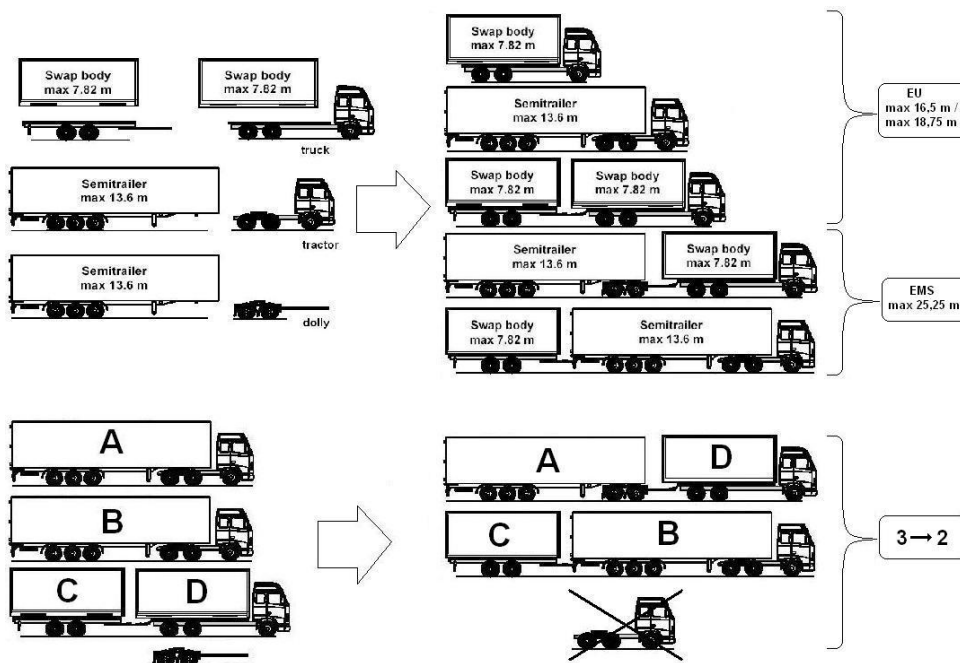 Swap body
max 7.82 m
Swap body
max 7.82 m
truck
Semitrailer
max 13.6 m
tractor
Semitrailer
max 13.6 m
dolly
Swap body
max 7.82 m
Semitrailer
max 13.6 m
Swap body
max 7.82 m
Swap body
max 7.82 m
EU
max 16,5 m /
max 18,75 m
Semitrailer
max 13.6 m
Swap body
max 7.82 m
Swap body
max 7.82 m
Semitrailer
max 13.6 m
EMS
max 25,25 m
A
B
C
D
A
D
C
B
3→2